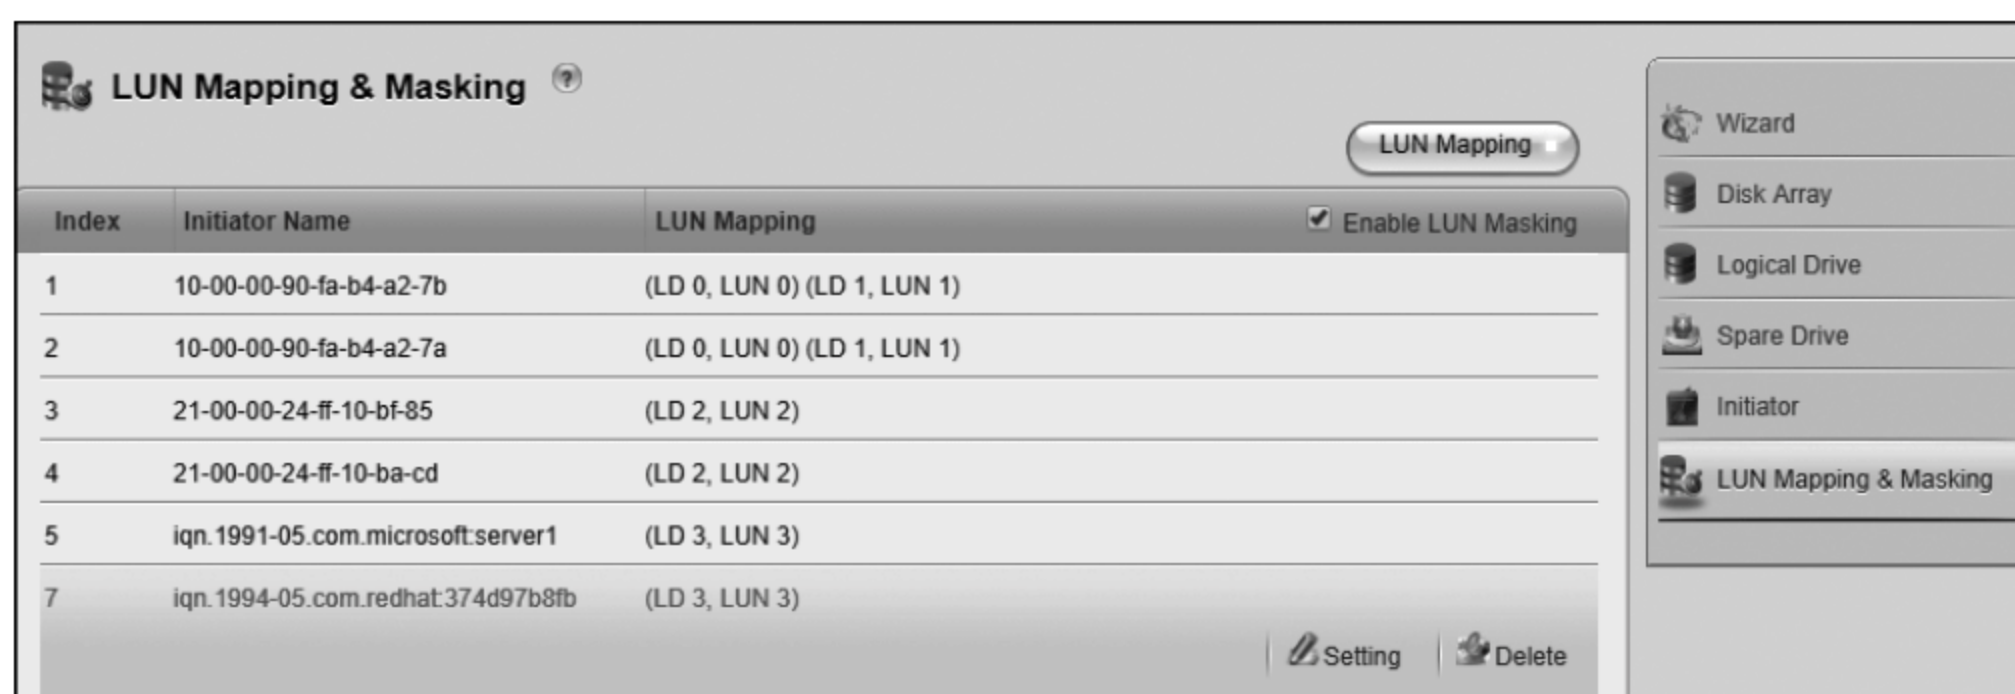 LUN Mapping & Masking ?
LUN Mapping
Index Initiator Name LUN Mapping Enable LUN Masking
1 10-00-00-90-fa-b4-a2-7b (LD 0, LUN 0) (LD 1, LUN 1)
2 10-00-00-90-fa-b4-a2-7a (LD 0, LUN 0) (LD 1, LUN 1)
3 21-00-00-24-ff-10-bf-85 (LD 2, LUN 2)
4 21-00-00-24-ff-10-ba-cd (LD 2, LUN 2)
5 iqn.1991-05.com.microsoft:server1 (LD 3, LUN 3)
7 iqn.1994-05.com.redhat:374d97b8fb (LD 3, LUN 3)
Setting Delete
Wizard
Disk Array
Logical Drive
Spare Drive
Initiator
LUN Mapping & Masking